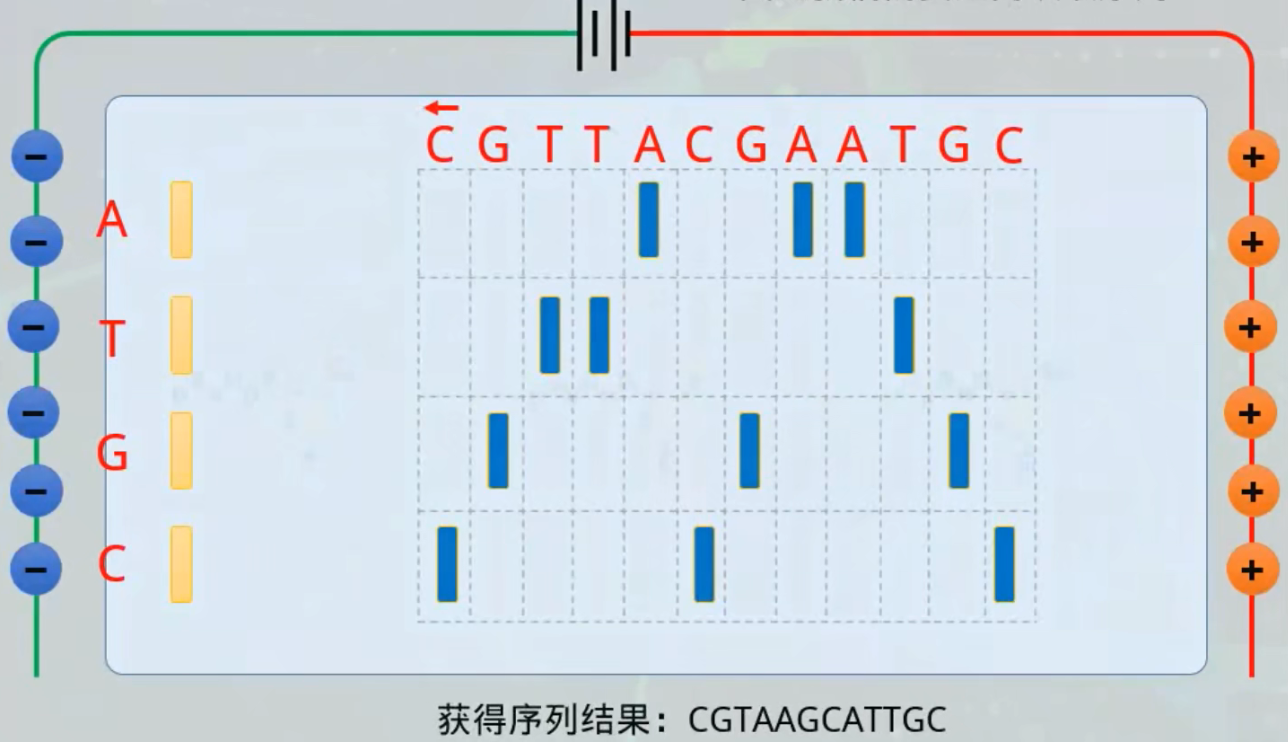 C G T T A C G A A T G C
A
T
G
C
获得序列结果：CGTAAGCATTGC